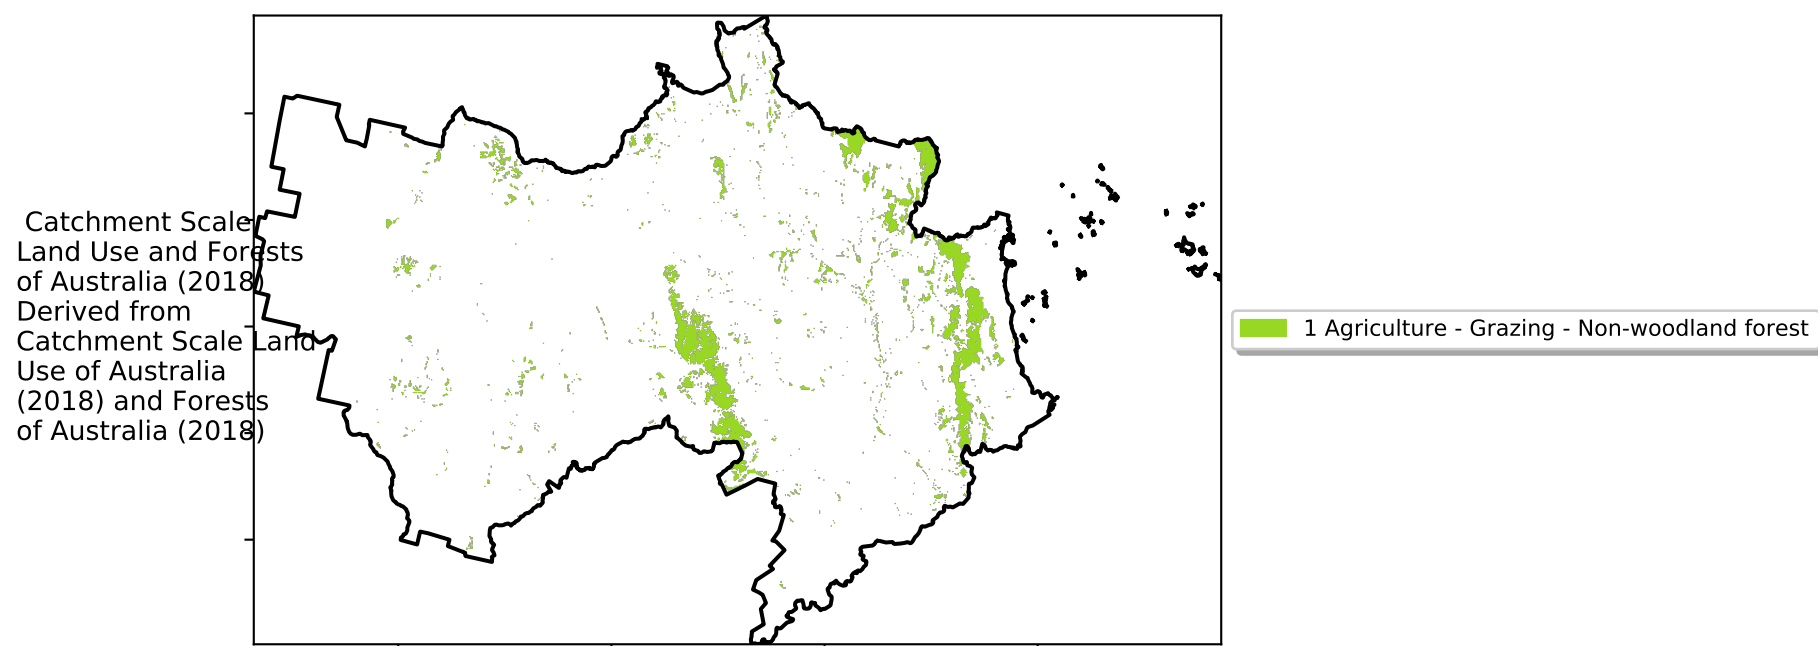 Catchment Scale
Land Use and Forests
of Australia (2018)
Derived from
Catchment Scale Land
Use of Australia
(2018) and Forests
of Australia (2018)
1 Agriculture - Grazing - Non-woodland forest